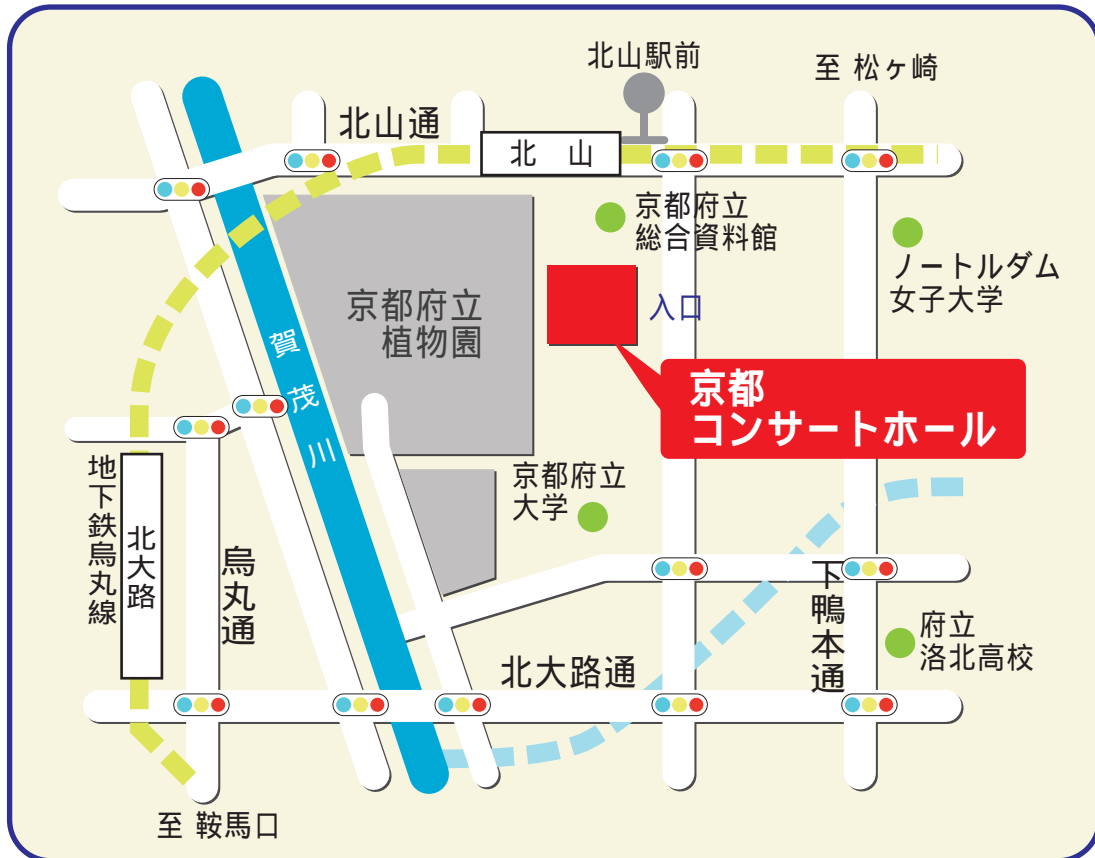 北山駅前
至 松ヶ崎
北山通
北 山
京都府立
総合資料館
ノートルダム
女子大学
京都府立
植物園
入口
賀茂川
京都
コンサートホール
地下鉄烏丸線
北大路
烏丸通
京都府立
大学
下鴨本通
府立
洛北高校
北大路通
至 鞍馬口